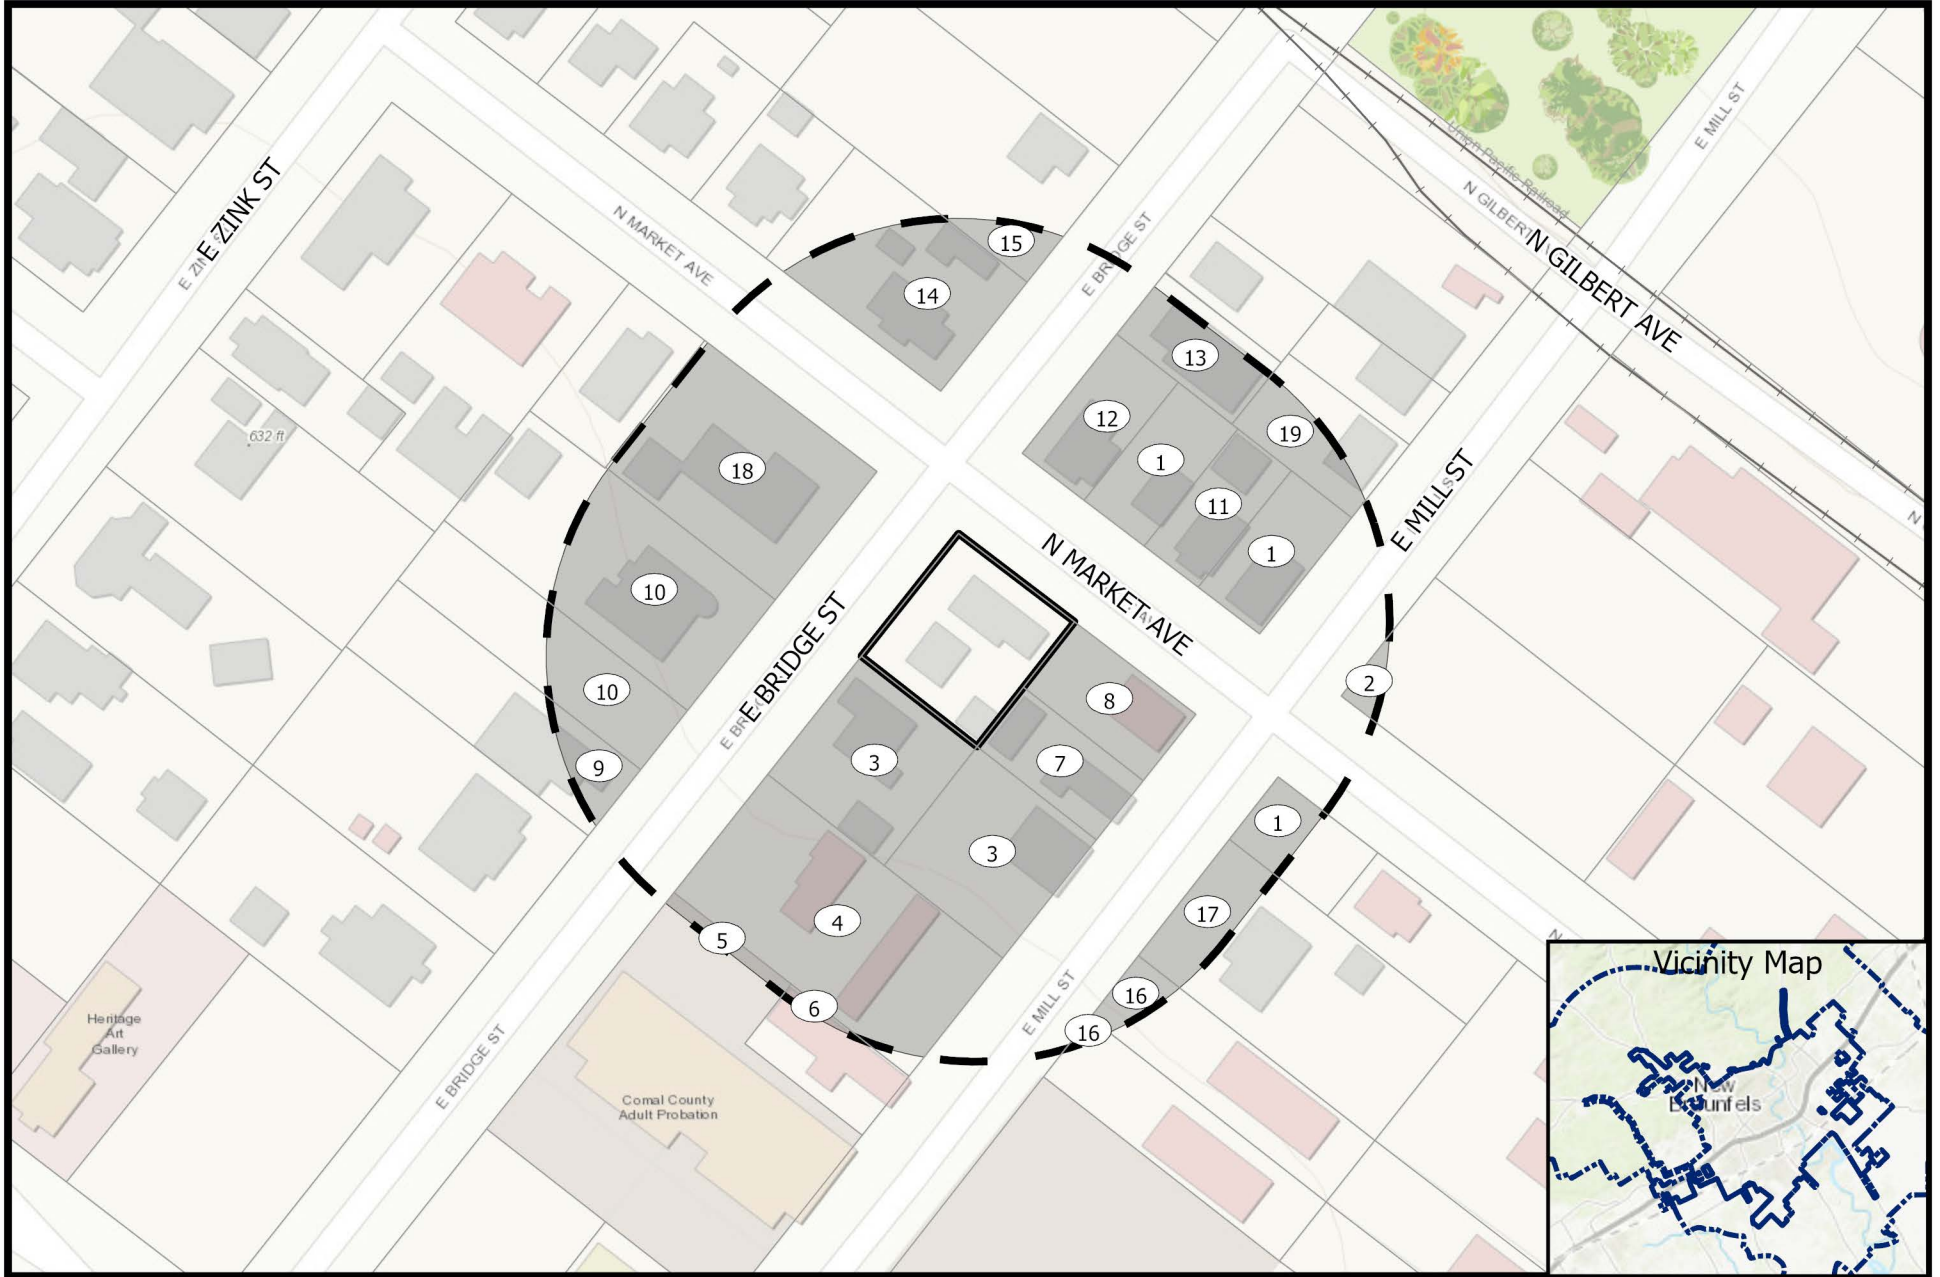 E MILL ST
E ZINK ST
E ZIN
N MARKET AVE
E BRIDGE ST
Union Pacific Railroad
N GILBERT
N GILBERT AVE
15
14
13
12
1
19
11
1
18
632 ft
E MILL ST
N MARKET AVE
10
E BRIDGE ST
E BR
10
9
3
7
8
2
3
1
4
17
5
6
16
16
E MILL ST
E BRIDGE ST
Heritage
Art
Gallery
Comal County
Adult Probation
N
N
Vicinity Map
New
Braunfels